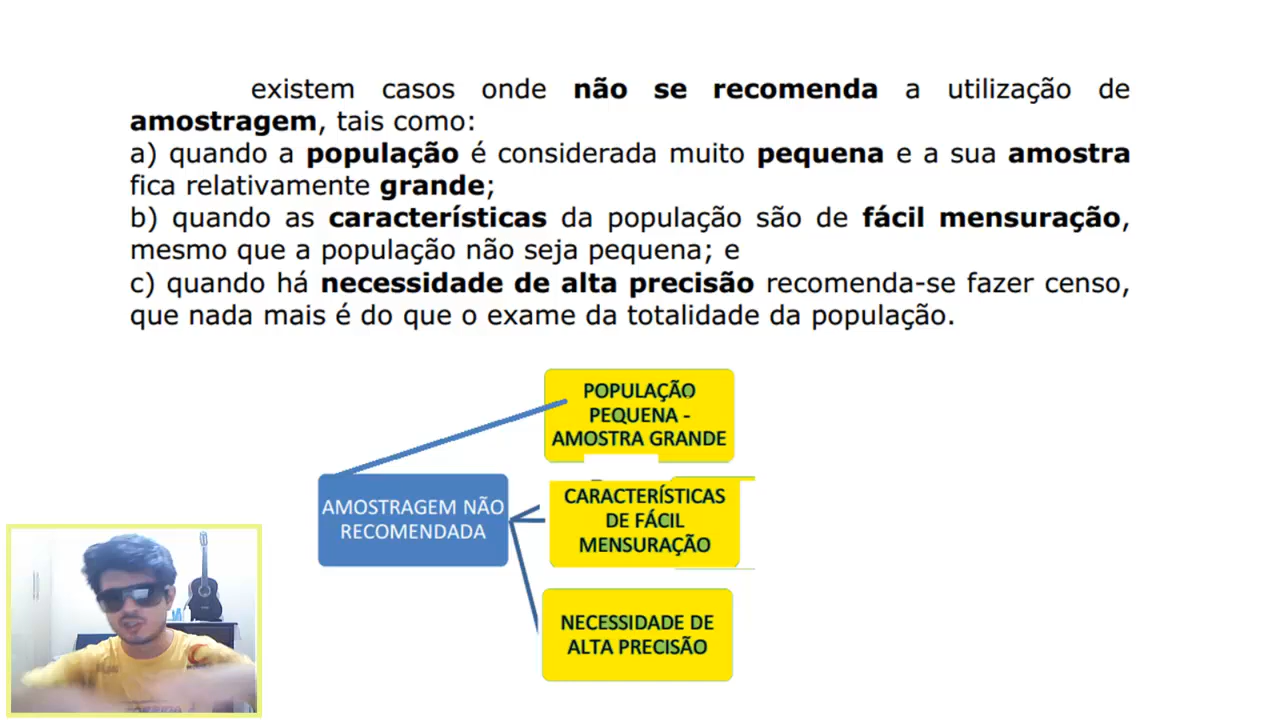 existem casos onde não se recomenda a utilização de
amostragem, tais como:
a) quando a população é considerada muito pequena e a sua amostra
fica relativamente grande;
b) quando as características da população são de fácil mensuração,
mesmo que a população não seja pequena; e
c) quando há necessidade de alta precisão recomenda-se fazer censo,
que nada mais é do que o exame da totalidade da população.
POPULAÇÃO
PEQUENA -
AMOSTRA GRANDE
AMOSTRAGEM NÃO
RECOMENDADA
CARACTERÍSTICAS
DE FÁCIL
MENSURAÇÃO
NECESSIDADE DE
ALTA PRECISÃO